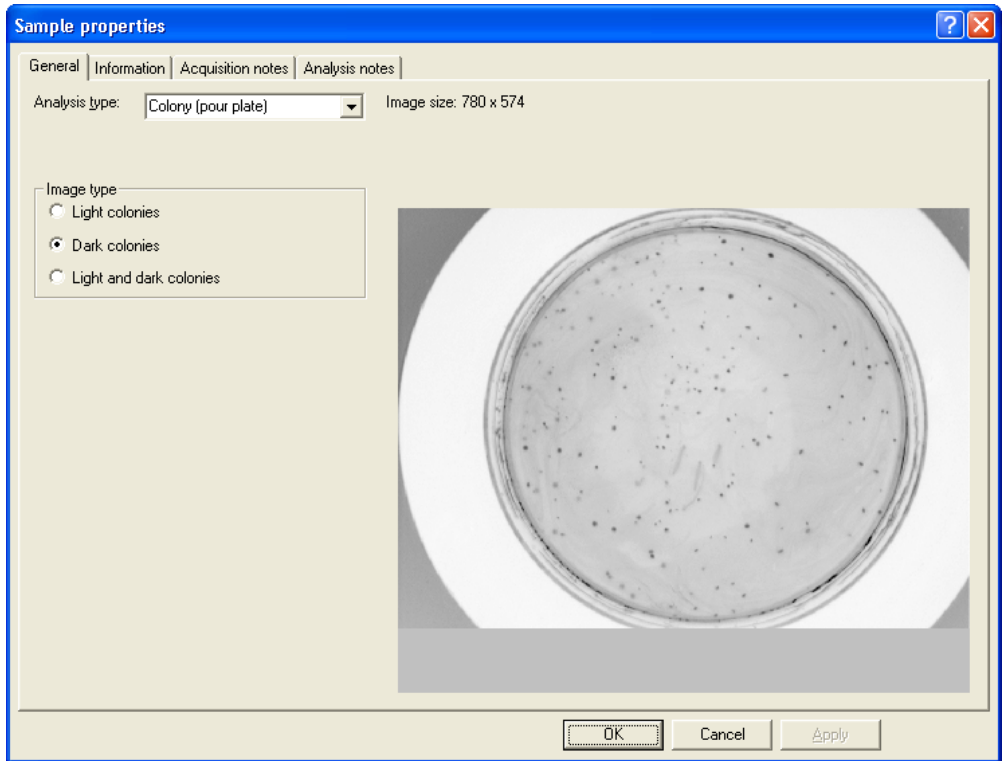 Sample properties
General Information Acquisition notes Analysis notes
Analysis type: Colony (pour plate) Image size: 780 x 574
Image type
Light colonies
Dark colonies
Light and dark colonies
OK Cancel Apply